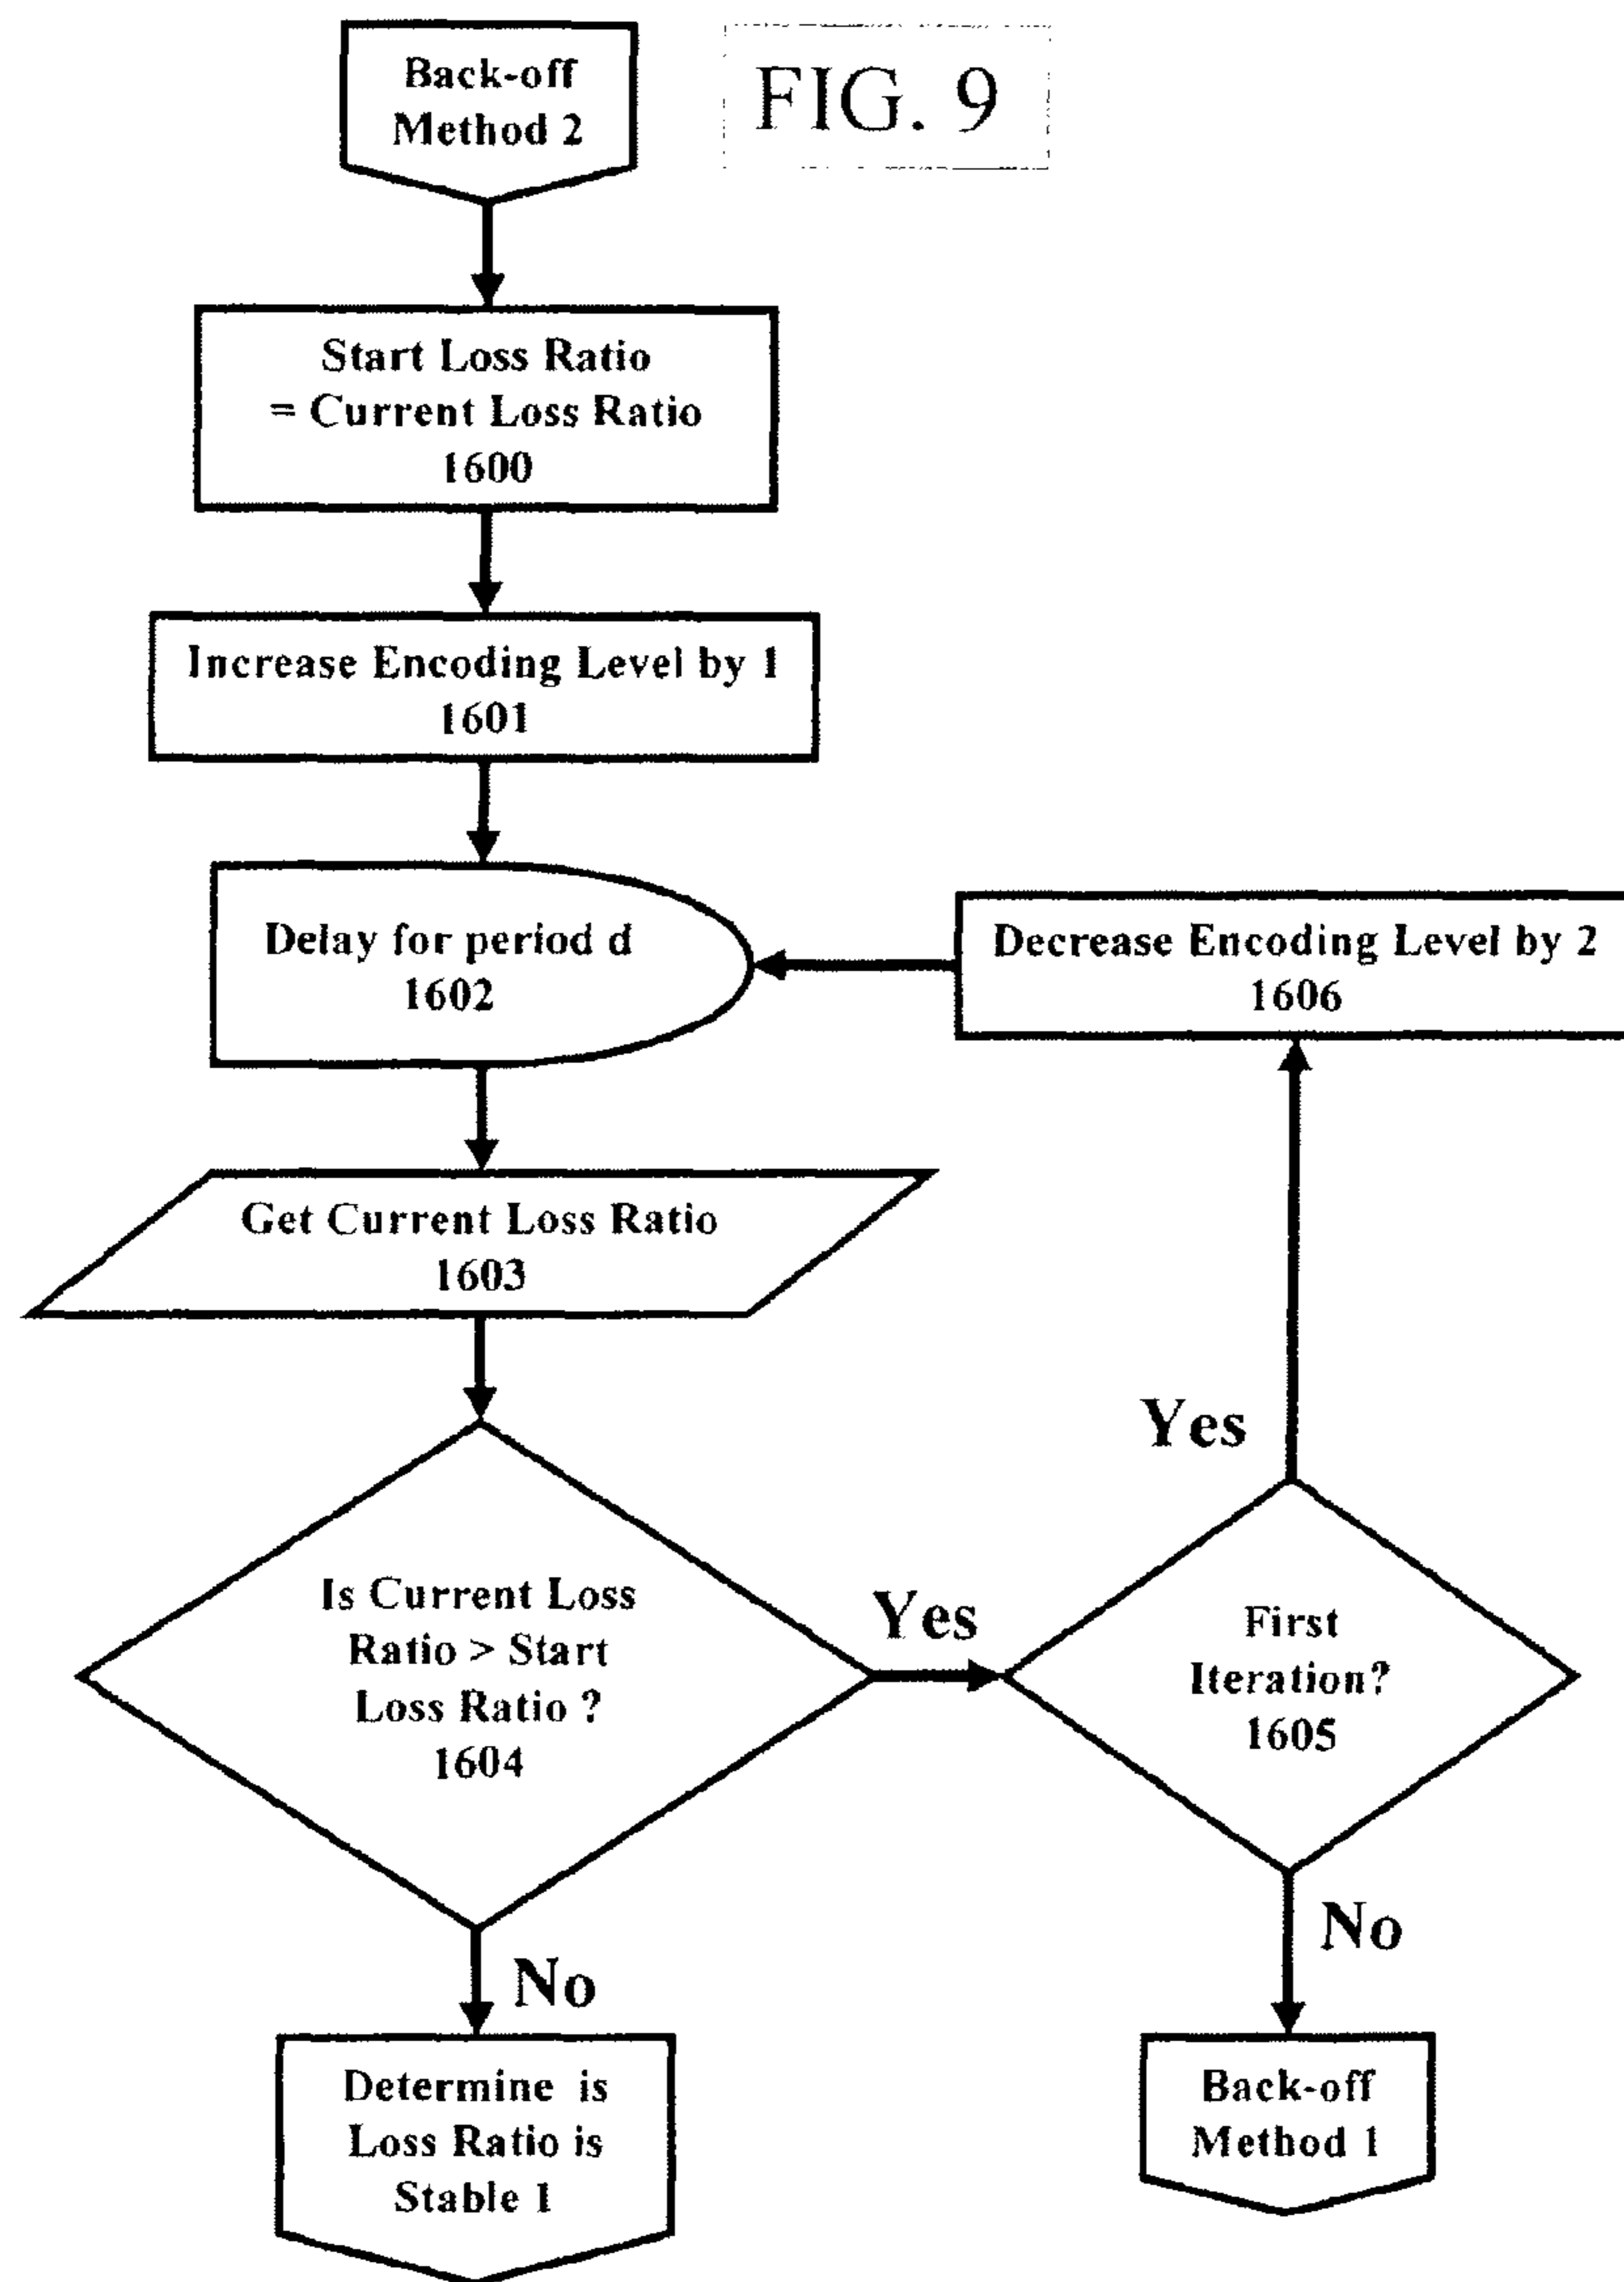 Back-off
Method 2
FIG. 9
Start Loss Ratio
= Current Loss Ratio
1600
Increase Encoding Level by 1
1601
Delay for period d
1602
Decrease Encoding Level by 2
1606
Get Current Loss Ratio
1603
Yes
Is Current Loss
Ratio > Start
Loss Ratio ?
1604
Yes
First
Iteration?
1605
No
No
Determine is
Loss Ratio is
Stable 1
Back-off
Method 1